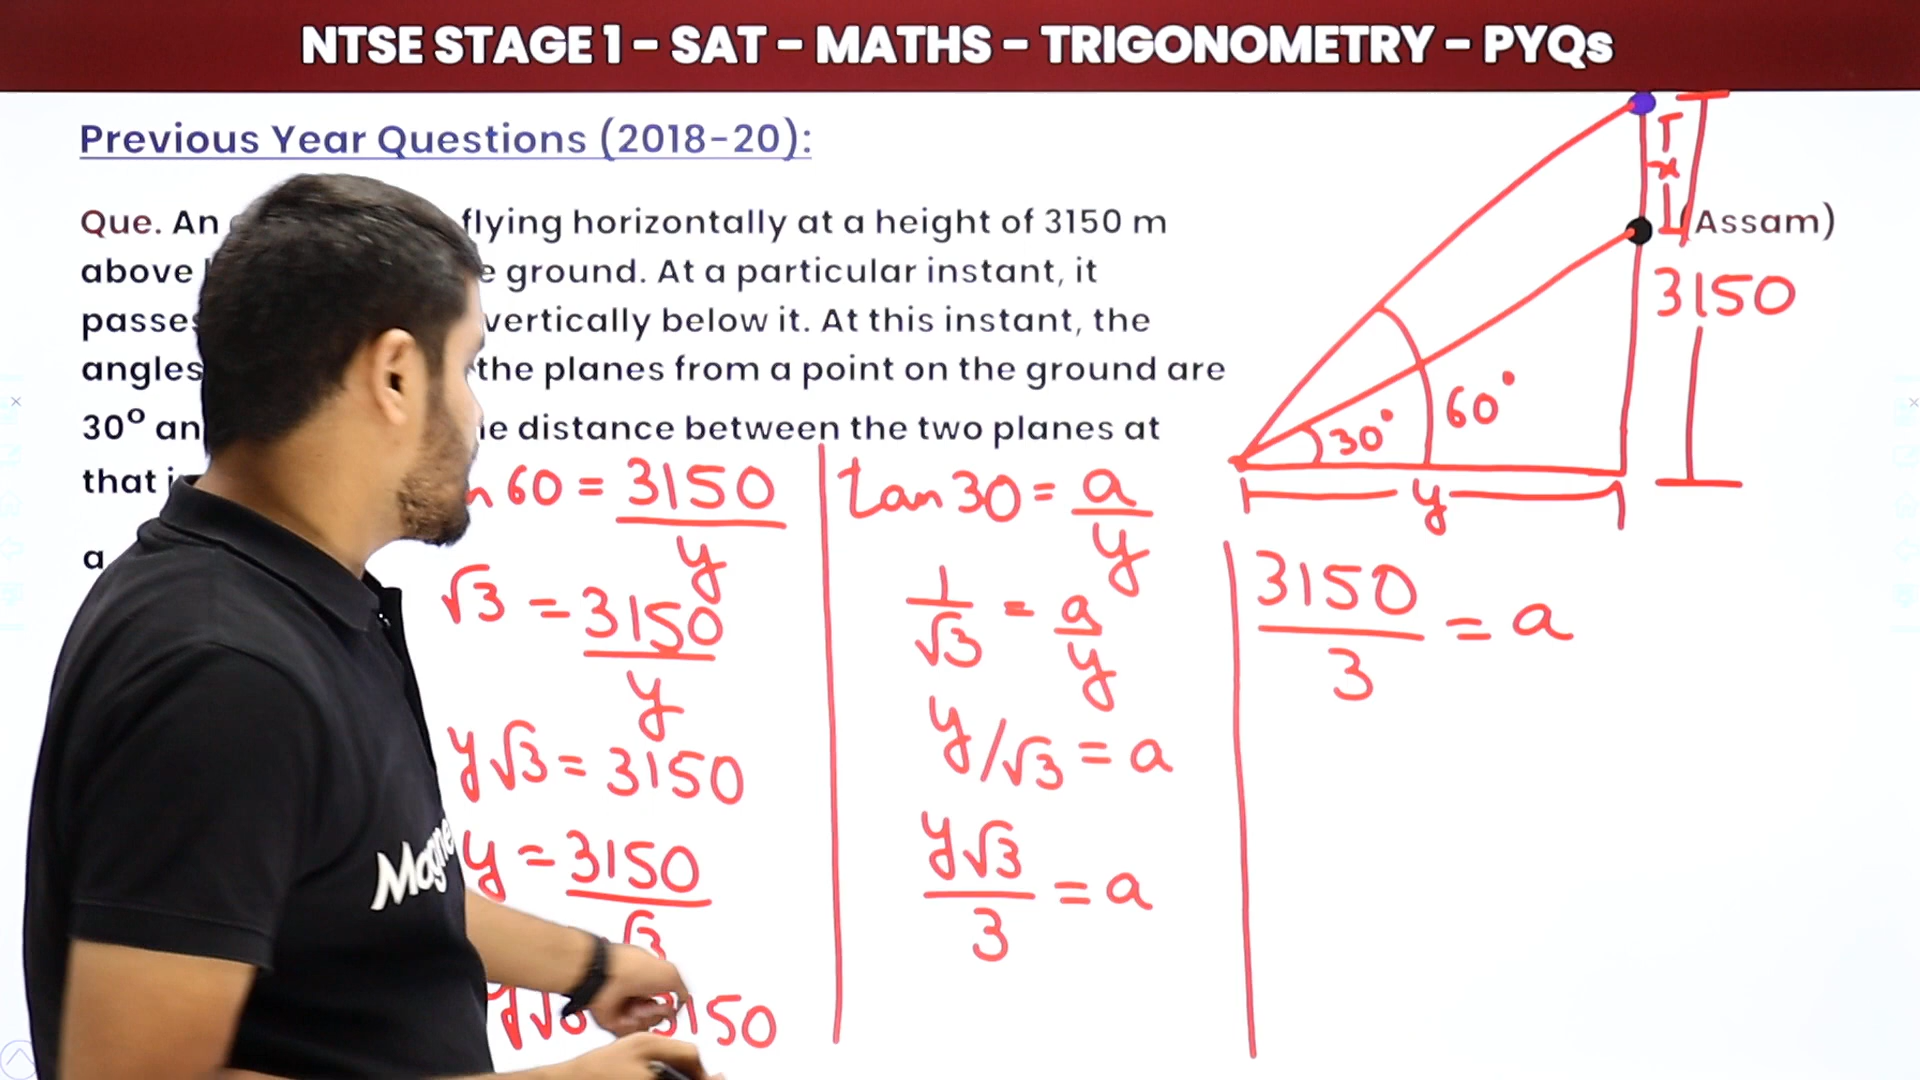 NTSE STAGE 1 - SAT - MATHS - TRIGONOMETRY - PYQs
Previous Year Questions (2018-20):
Que. An flying horizontally at a height of 3150 m (Assam)
above ground. At a particular instant, it
passes vertically below it. At this instant, the
angles the planes from a point on the ground are
30° an distance between the two planes at
that
a
x
3150
30° 60°
y
60 = 3150/y
√3 = 3150/y
y√3 = 3150
y = 3150/√3
3150
tan 30 = a/y
1/√3 = a/y
y/√3 = a
y√3/3 = a
3150/3 = a